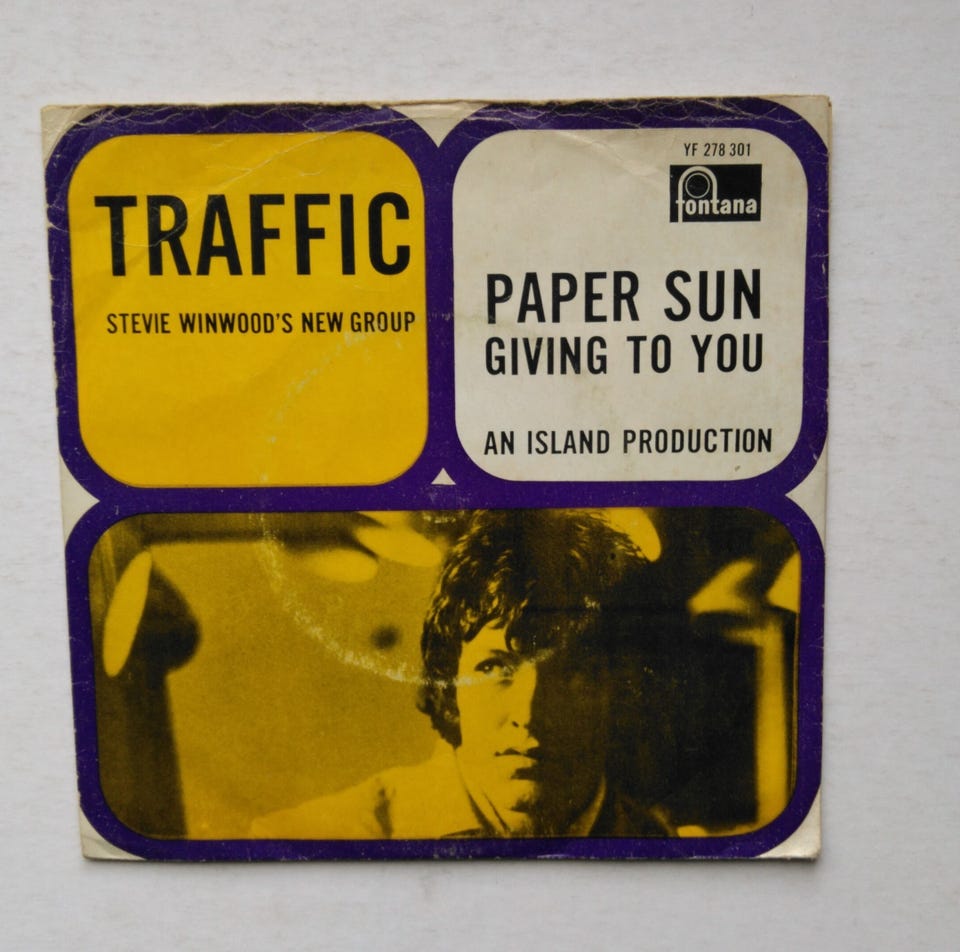 TRAFFIC
STEVIE WINWOOD'S NEW GROUP
YF 278 301
fontana
PAPER SUN
GIVING TO YOU
AN ISLAND PRODUCTION